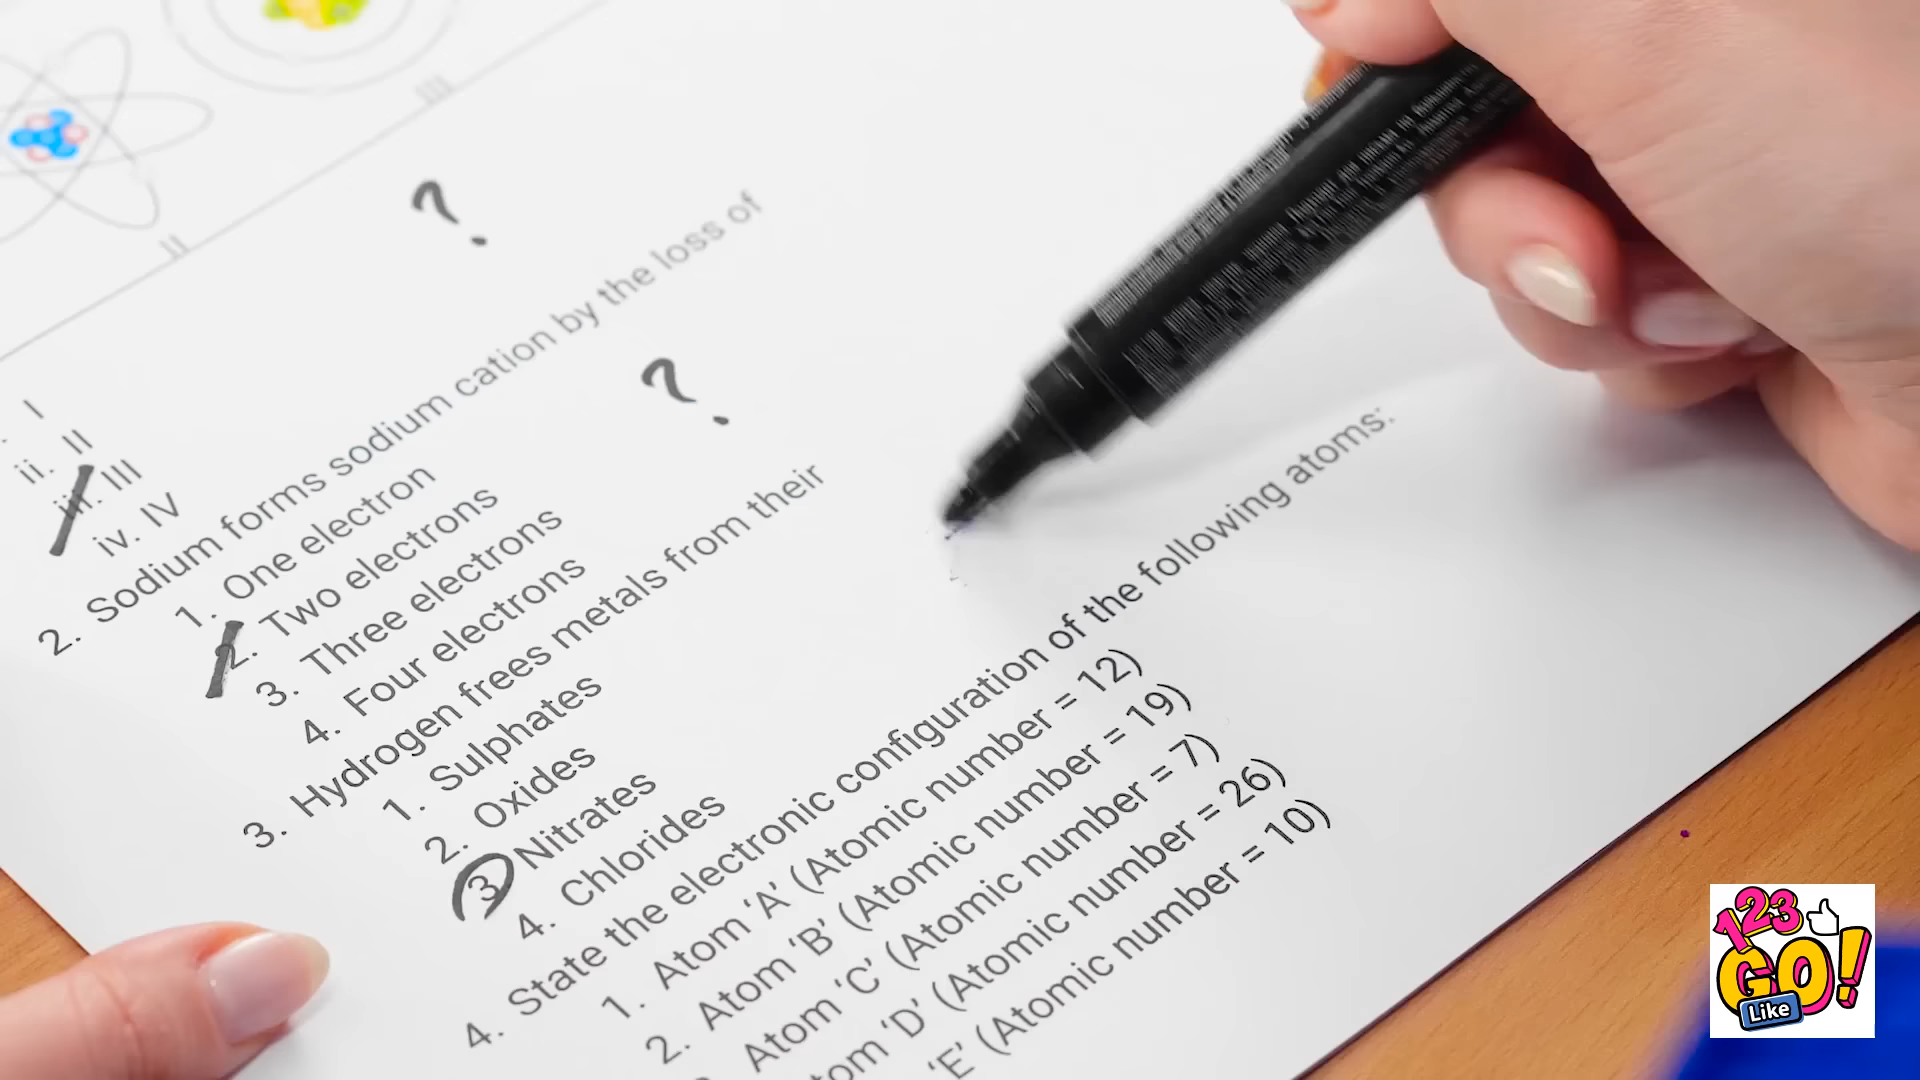 III
II
?
. I
ii. II
iii. III
iv. IV
2. Sodium forms sodium cation by the loss of
1. One electron
2. Two electrons
3. Three electrons
4. Four electrons
?
3. Hydrogen frees metals from their
1. Sulphates
2. Oxides
3 Nitrates
4. Chlorides
4. State the electronic configuration of the following atoms:
1. Atom ‘A’ (Atomic number = 12)
2. Atom ‘B’ (Atomic number = 19)
Atom ‘C’ (Atomic number = 7)
‘D’ (Atomic number = 26)
‘E’ (Atomic number = 10)
123
GO!
Like